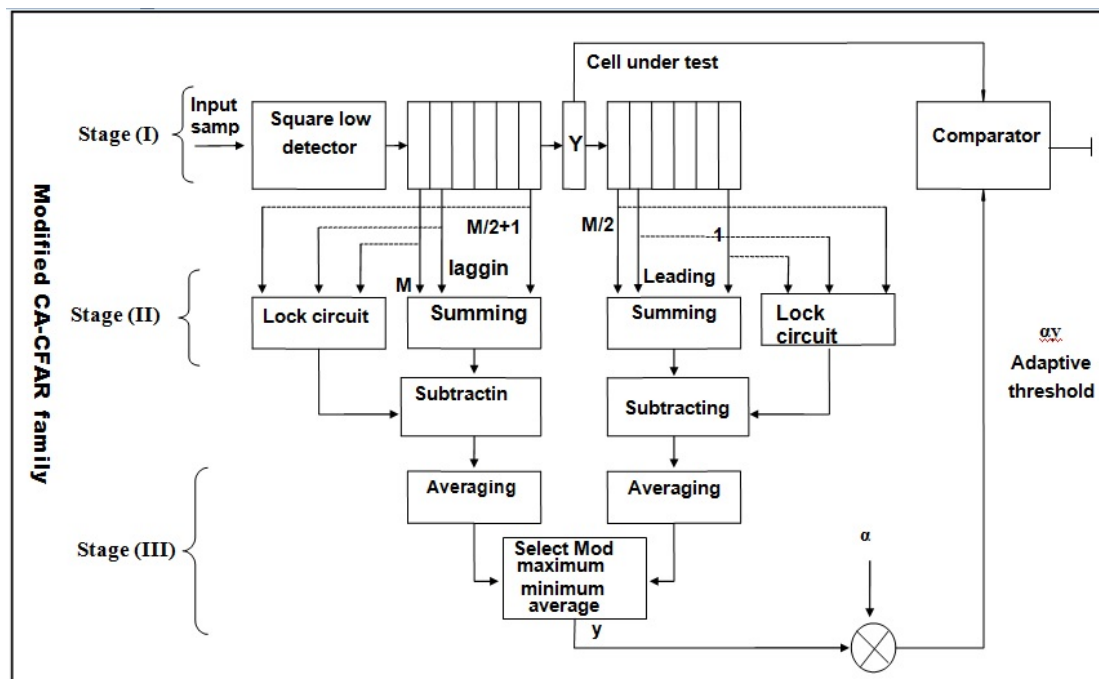 Cell under test
Input
samp
Stage (I)
Square low
detector
Y
Comparator
M/2+1
M/2
1
laggin
M
Leading
Stage (II)
Lock circuit
Summing
Summing
Lock
circuit
αv
Adaptive
threshold
Subtractin
Subtracting
Modified CA-CFAR family
Averaging
Averaging
Stage (III)
Select Mod
maximum
minimum
average
α
y